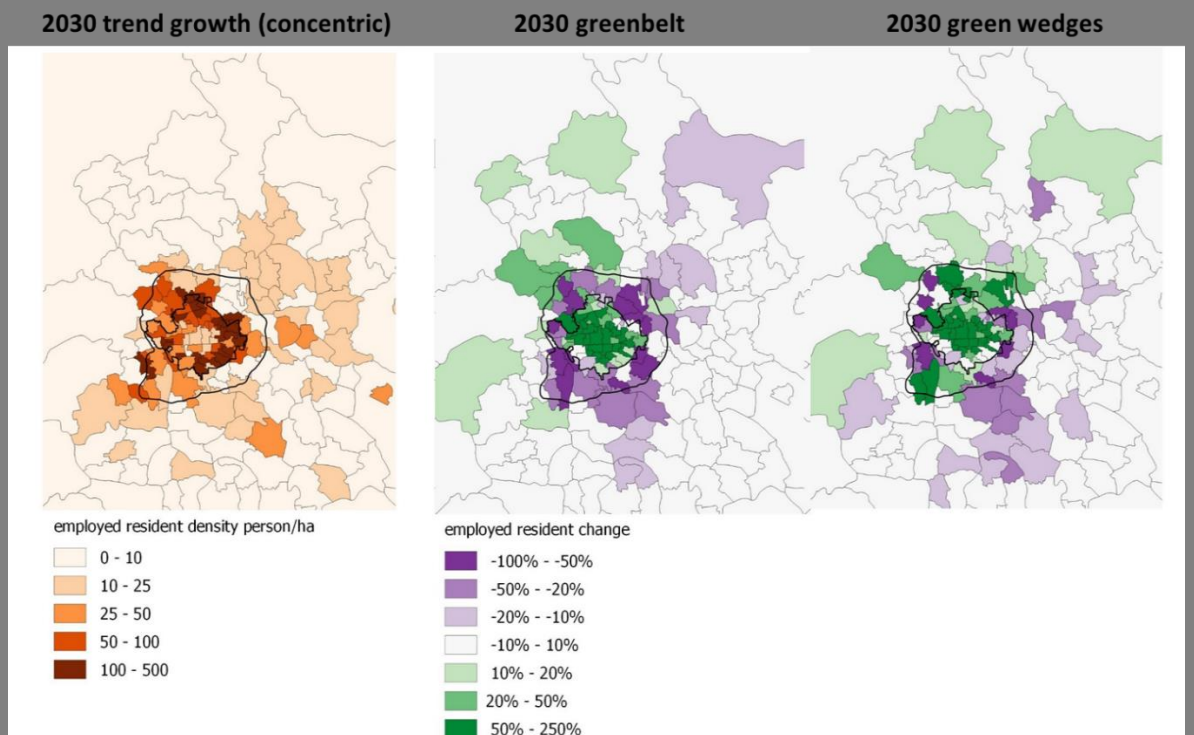 2030 trend growth (concentric)
2030 greenbelt
2030 green wedges
employed resident density person/ha
0 - 10
10 - 25
25 - 50
50 - 100
100 - 500
employed resident change
-100% - -50%
-50% - -20%
-20% - -10%
-10% - 10%
10% - 20%
20% - 50%
50% - 250%